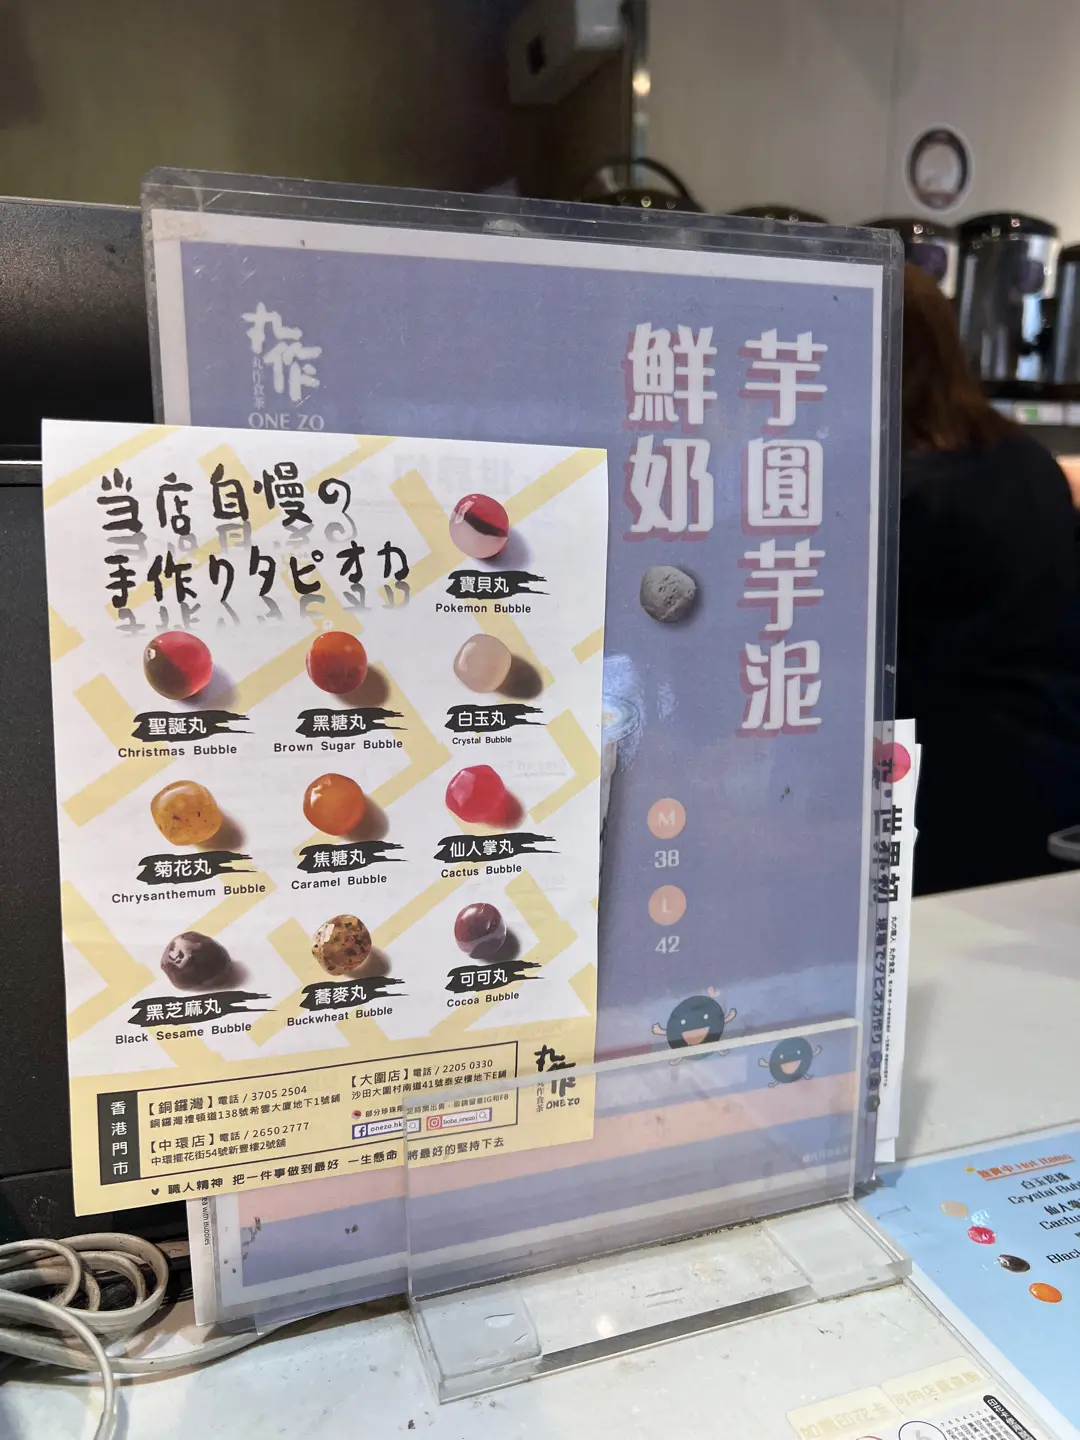 丸作
丸作食茶
ONE ZO
芋圓芋泥
鮮奶
M
38
L
42
当店自慢の
手作りタピオカ
寶貝丸
Pokemon Bubble
聖誕丸
Christmas Bubble
黑糖丸
Brown Sugar Bubble
白玉丸
Crystal Bubble
菊花丸
Chrysanthemum Bubble
焦糖丸
Caramel Bubble
仙人掌丸
Cactus Bubble
黑芝麻丸
Black Sesame Bubble
蕎麥丸
Buckwheat Bubble
可可丸
Cocoa Bubble
香港門市
【銅鑼灣】電話 / 3705 2504
銅鑼灣禮頓道138號希雲大廈地下1號鋪
【中環店】電話 / 26502777
中環擺花街54號新豐樓2號鋪
【大圍店】電話 / 2205 0330
沙田大圍村南道41號泰安樓地下E鋪
onezo.hk
丸作
丸作食茶
ONE ZO
職人精神 把一件事做到最好 一生懸命 將最好的堅持下去
Hot Items
白玉
Crystal
仙人掌